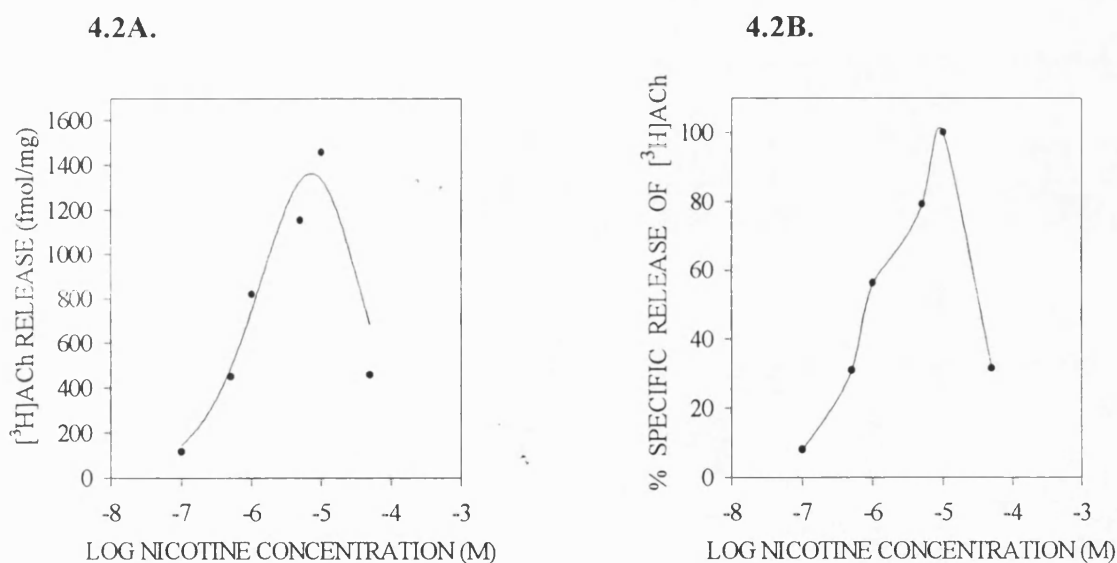 4.2A.
4.2B.
[³H]ACh RELEASE (fmol/mg)
1600
1400
1200
1000
800
600
400
200
0
-8 -7 -6 -5 -4 -3
LOG NICOTINE CONCENTRATION (M)
% SPECIFIC RELEASE OF [³H]ACh
100
80
60
40
20
0
-8 -7 -6 -5 -4 -3
LOG NICOTINE CONCENTRATION (M)